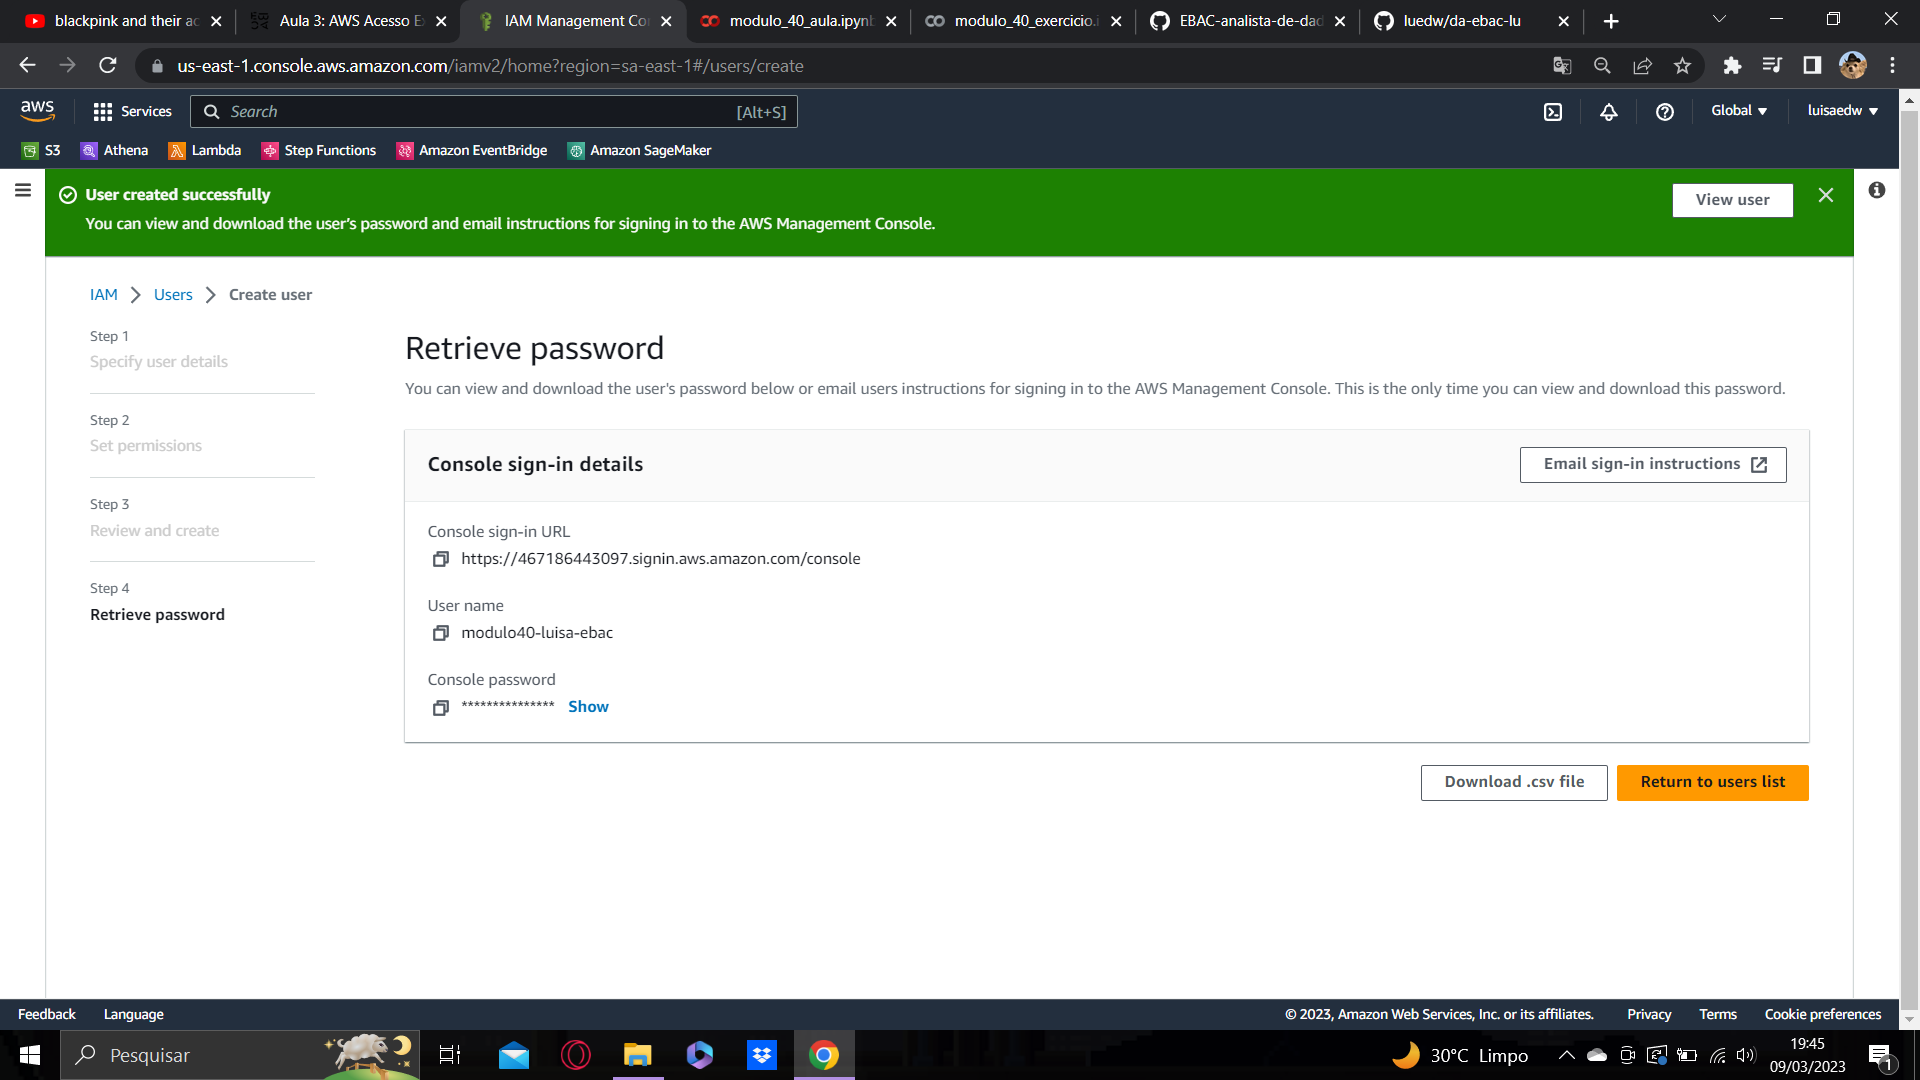 blackpink and their ac
Aula 3: AWS Acesso E
IAM Management Co
modulo_40_aula.ipynb
modulo_40_exercicio.i
EBAC-analista-de-dad
luedw/da-ebac-lu
us-east-1.console.aws.amazon.com/iamv2/home?region=sa-east-1#/users/create
aws
Services
Search
[Alt+S]
Global
luisaedw
S3
Athena
Lambda
Step Functions
Amazon EventBridge
Amazon SageMaker
User created successfully
You can view and download the user's password and email instructions for signing in to the AWS Management Console.
View user
IAM
Users
Create user
Step 1
Specify user details
Step 2
Set permissions
Step 3
Review and create
Step 4
Retrieve password
Retrieve password
You can view and download the user's password below or email users instructions for signing in to the AWS Management Console. This is the only time you can view and download this password.
Console sign-in details
Email sign-in instructions
Console sign-in URL
https://467186443097.signin.aws.amazon.com/console
User name
modulo40-luisa-ebac
Console password
*************** Show
Download .csv file
Return to users list
Feedback
Language
© 2023, Amazon Web Services, Inc. or its affiliates.
Privacy
Terms
Cookie preferences
Pesquisar
30°C Limpo
19:45
09/03/2023
1